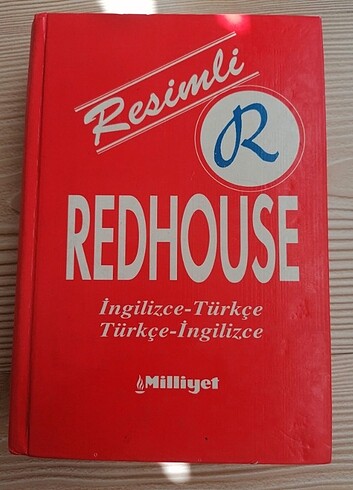 Resimli
R
REDHOUSE
İngilizce-Türkçe
Türkçe-İngilizce
Milliyet